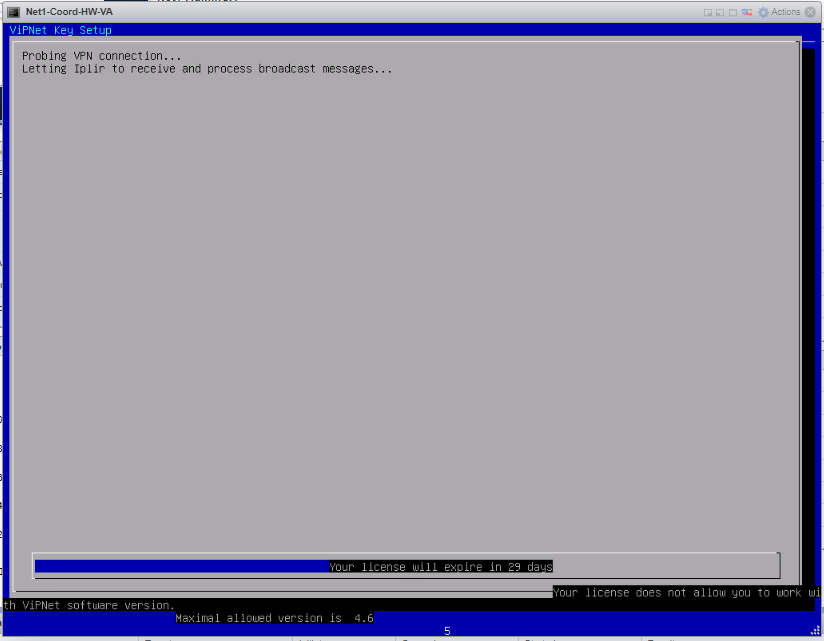 Net1-Coord-HW-VA
Actions
ViPNet Key Setup
Probing VPN connection...
Letting Iplir to receive and process broadcast messages...
Your license will expire in 29 days
Your license does not allow you to work wi
th ViPNet software version.
Maximal allowed version is 4.6
5